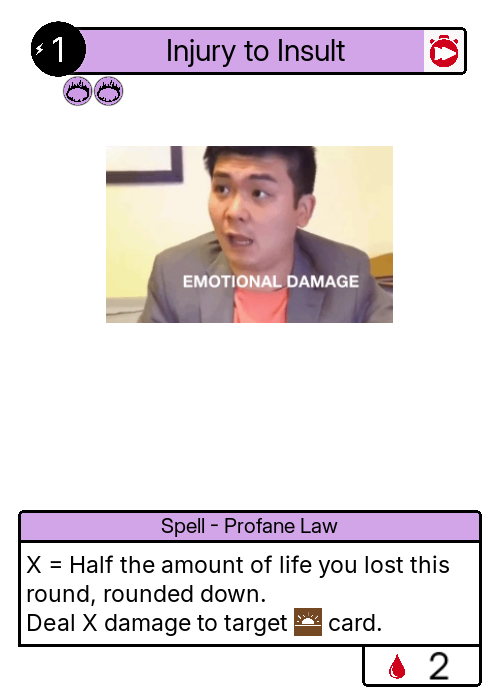 1
Injury to Insult
EMOTIONAL DAMAGE
Spell - Profane Law
X = Half the amount of life you lost this
round, rounded down.
Deal X damage to target card.
2